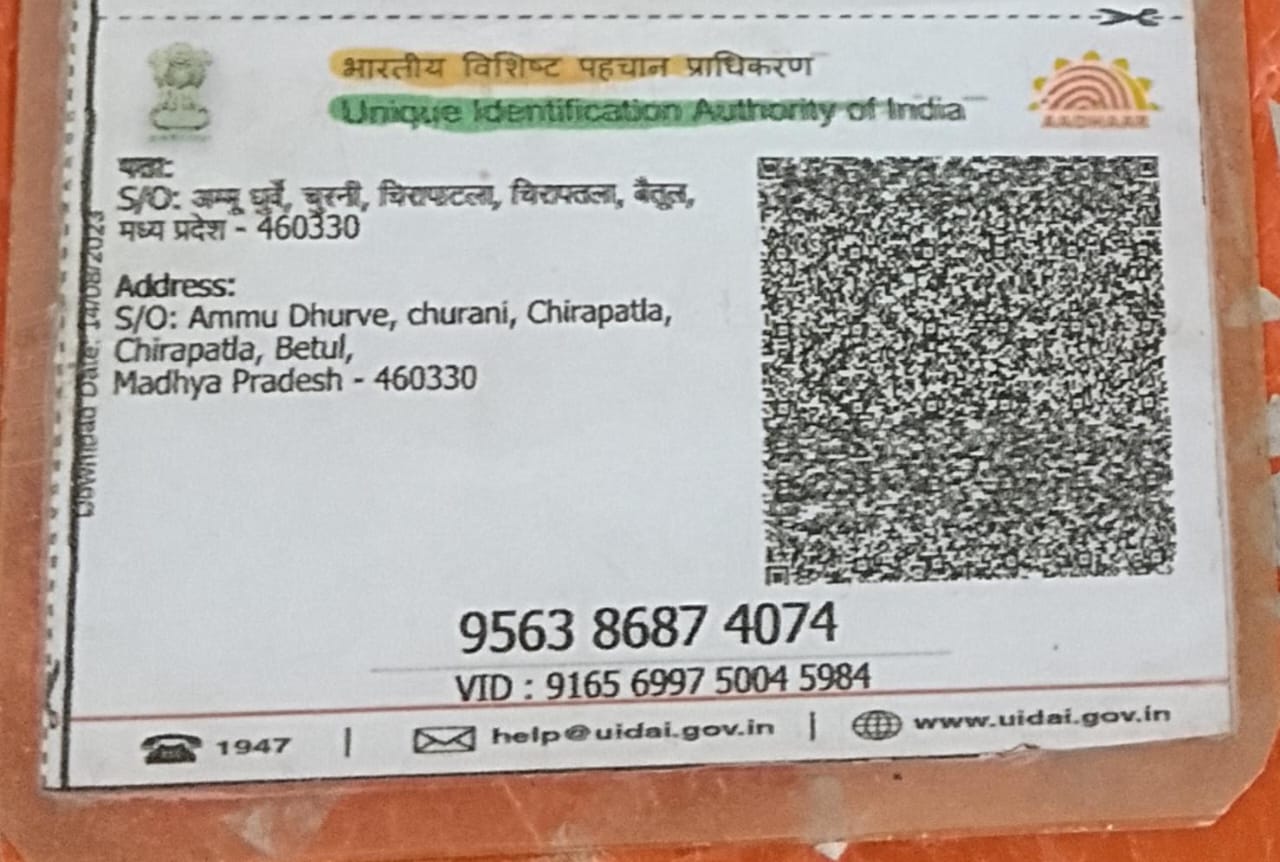 भारतीय विशिष्ट पहचान प्राधिकरण
Unique Identification Authority of India
AADHAAR
पता:
S/O: अम्मू धुर्वे, चुरनी, चिरापाटला, चिरापतला, बैतुल,
मध्य प्रदेश - 460330
Address:
S/O: Ammu Dhurve, churani, Chirapatla,
Chirapatla, Betul,
Madhya Pradesh - 460330
Download Date: 14/08/2023
9563 8687 4074
VID : 9165 6997 5004 5984
1947 | help@uidai.gov.in | www.uidai.gov.in